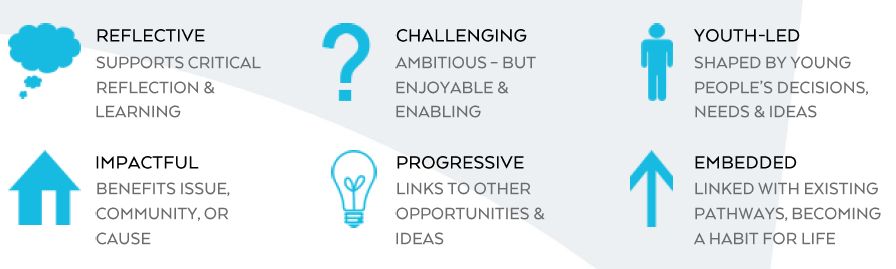 REFLECTIVE
SUPPORTS CRITICAL
REFLECTION &
LEARNING
CHALLENGING
AMBITIOUS – BUT
ENJOYABLE &
ENABLING
YOUTH-LED
SHAPED BY YOUNG
PEOPLE'S DECISIONS,
NEEDS & IDEAS
IMPACTFUL
BENEFITS ISSUE,
COMMUNITY, OR
CAUSE
PROGRESSIVE
LINKS TO OTHER
OPPORTUNITIES &
IDEAS
EMBEDDED
LINKED WITH EXISTING
PATHWAYS, BECOMING
A HABIT FOR LIFE